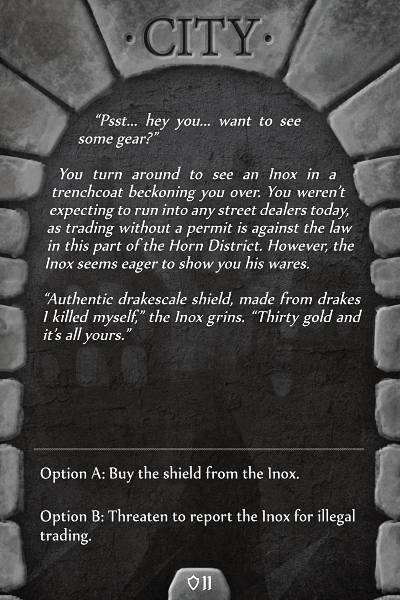 ·CITY·
“Psst... hey you... want to see
some gear?”
You turn around to see an Inox in a
trenchcoat beckoning you over. You weren’t
expecting to run into any street dealers today,
as trading without a permit is against the law
in this part of the Horn District. However, the
Inox seems eager to show you his wares.
“Authentic drakescale shield, made from drakes
I killed myself,” the Inox grins. “Thirty gold and
it’s all yours.”
Option A: Buy the shield from the Inox.
Option B: Threaten to report the Inox for illegal
trading.
11